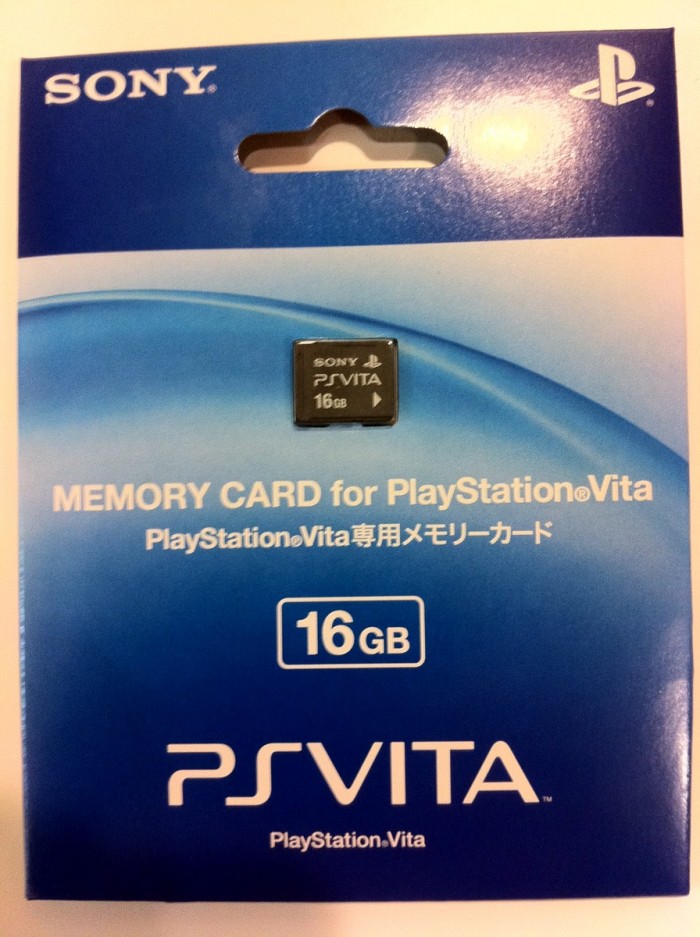 SONY®
SONY
PSVITA
16GB
MEMORY CARD for PlayStation®Vita
PlayStation®Vita専用メモリーカード
16GB
PSVITA™
PlayStation®Vita